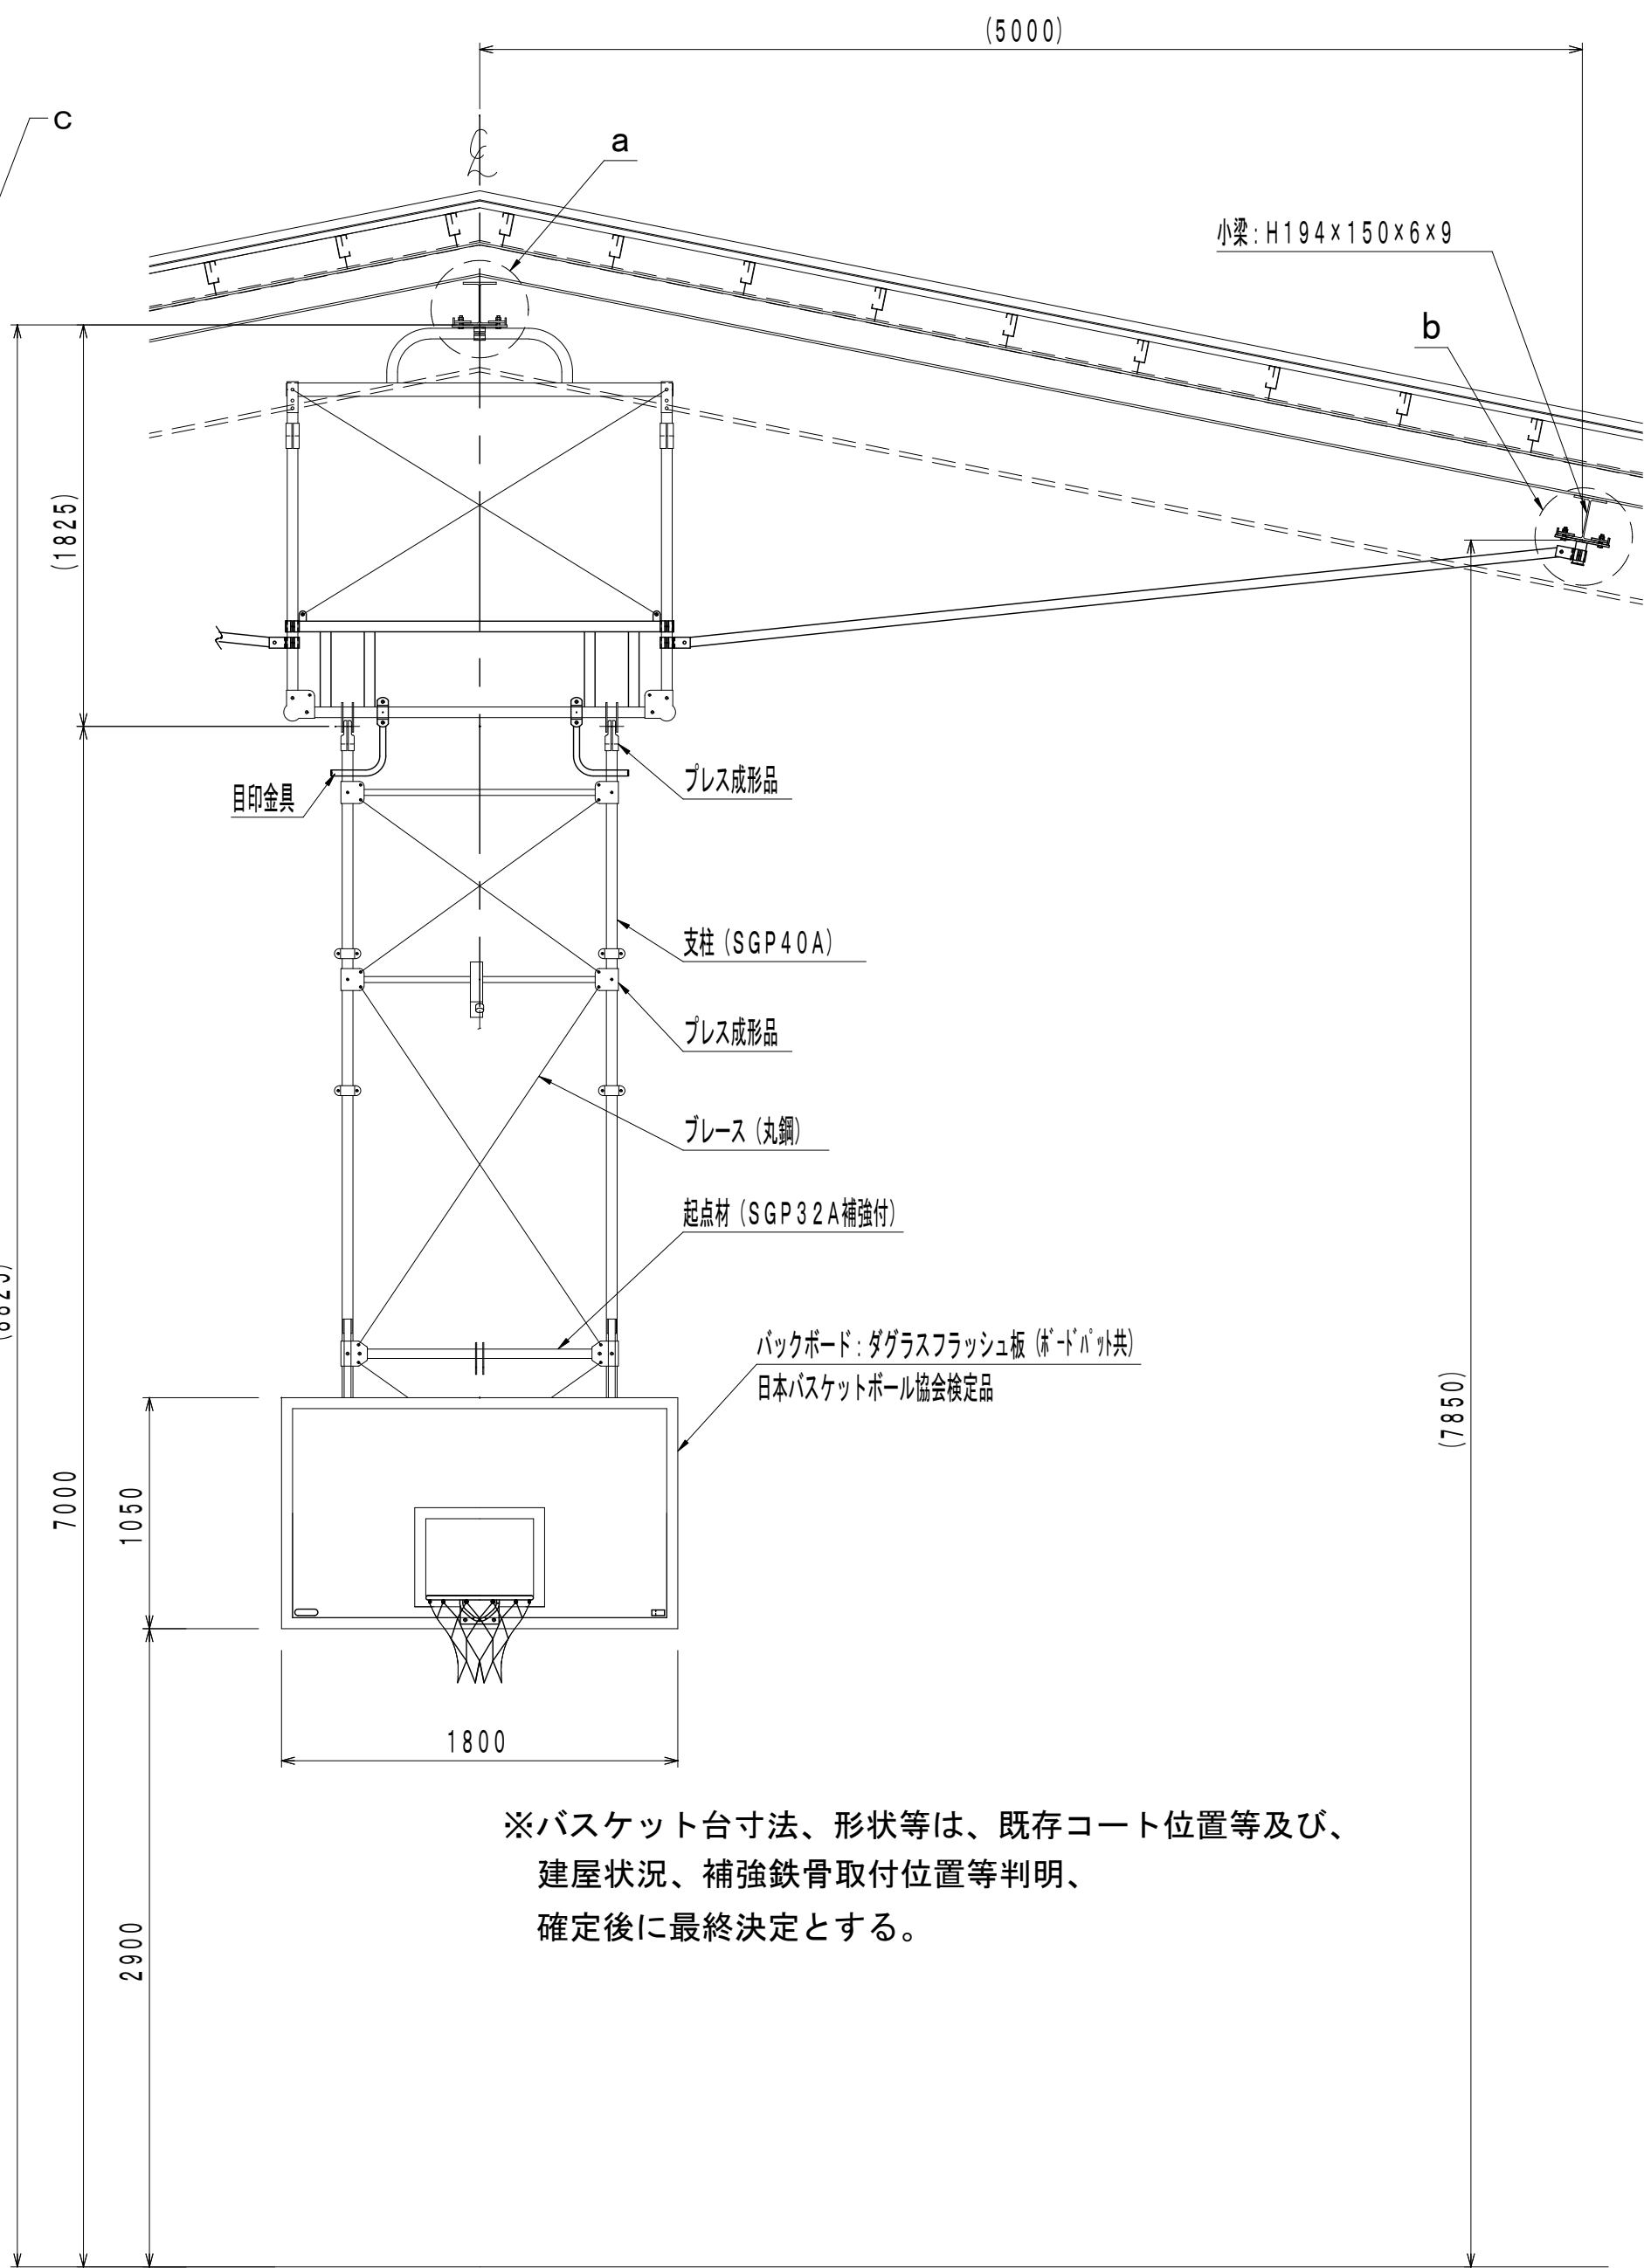 (5000)
c
a
小梁:H194×150×6×9
b
(1825)
目印金具
プレス成形品
支柱(SGP40A)
プレス成形品
ブレース(丸鋼)
起点材(SGP32A補強付)
バックボード:ダグラスフラッシュ板(ボードパット共)
日本バスケットボール協会検定品
(7850)
7000
1050
1800
※バスケット台寸法、形状等は、既存コート位置等及び、
建屋状況、補強鉄骨取付位置等判明、
確定後に最終決定とする。
2900